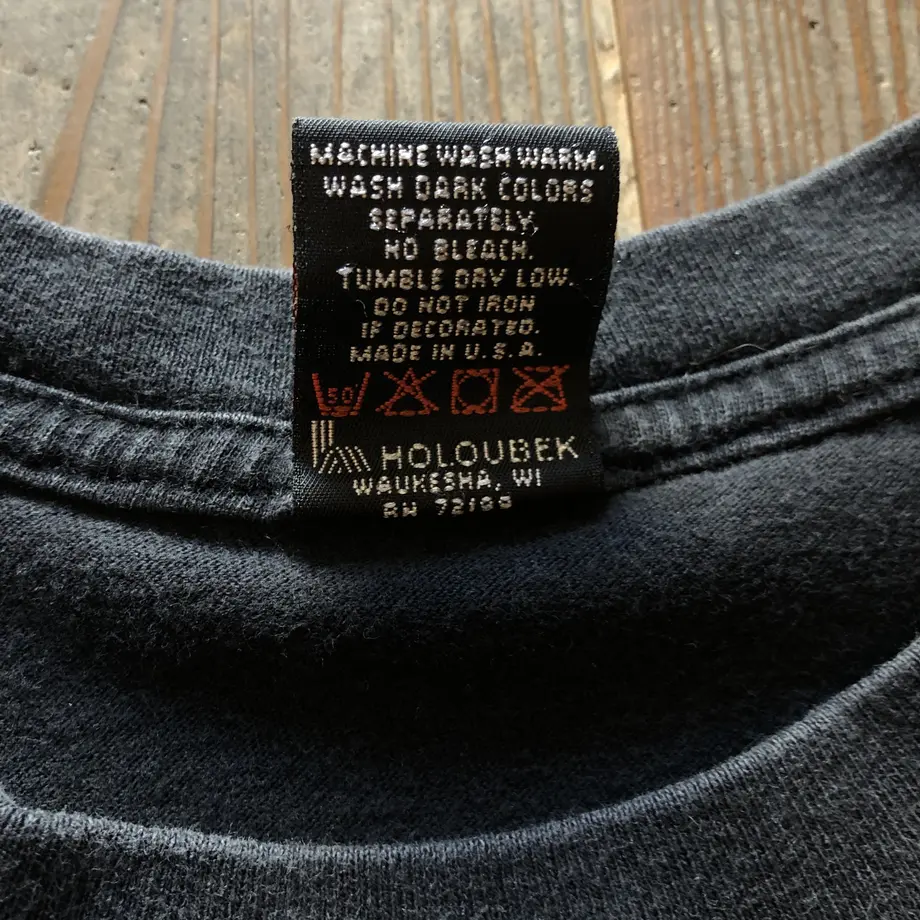 MACHINE WASH WARM.
WASH DARK COLORS
SEPARATELY.
NO BLEACH.
TUMBLE DRY LOW.
DO NOT IRON
IF DECORATED.
MADE IN U.S.A.
50
HOLOUBEK
WAUKESHA, WI
RN